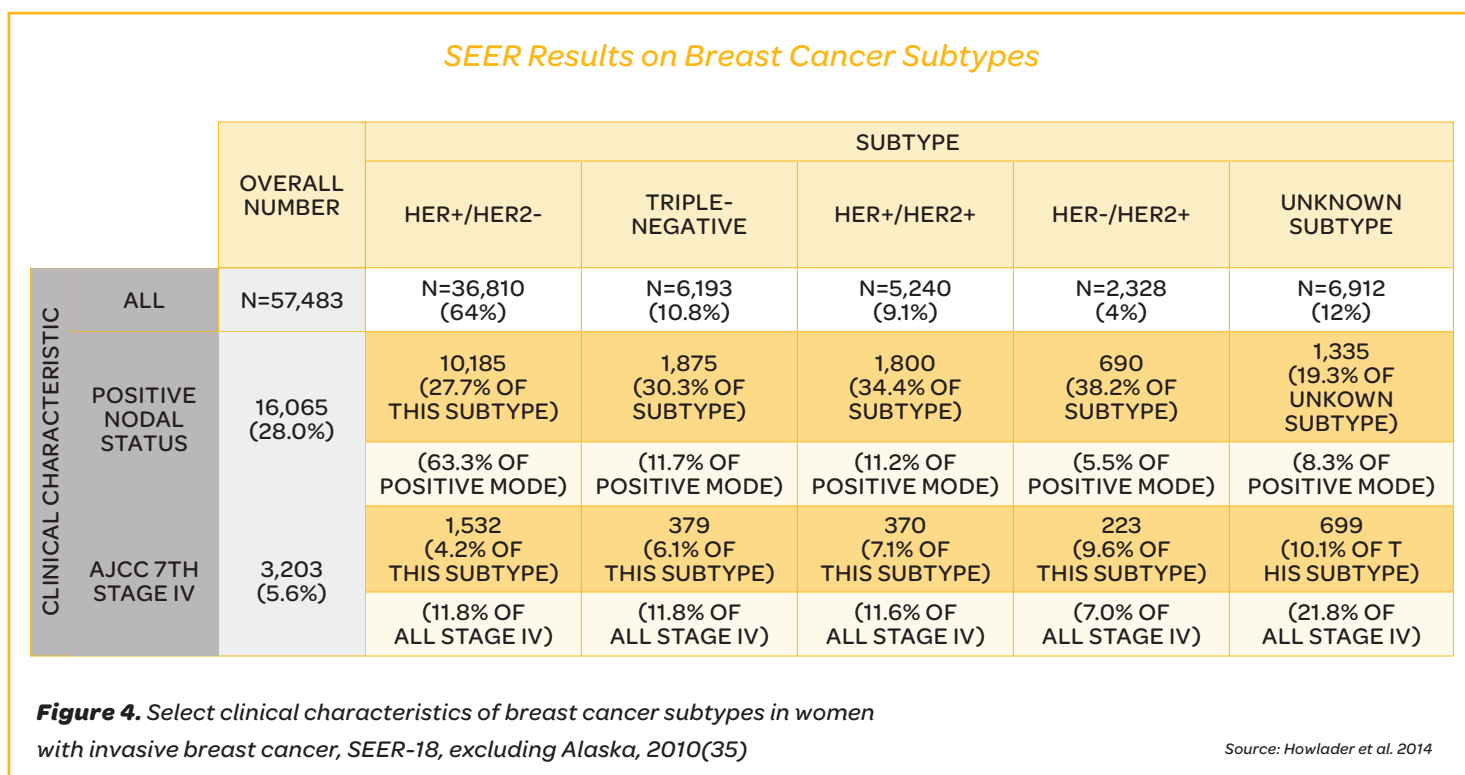 SEER Results on Breast Cancer Subtypes
SUBTYPE
OVERALL
NUMBER
HER+/HER2-
TRIPLE-
NEGATIVE
HER+/HER2+
HER-/HER2+
UNKNOWN
SUBTYPE
CLINICAL CHARACTERISTIC
ALL
N=57,483
N=36,810
(64%)
N=6,193
(10.8%)
N=5,240
(9.1%)
N=2,328
(4%)
N=6,912
(12%)
POSITIVE
NODAL
STATUS
16,065
(28.0%)
10,185
(27.7% OF
THIS SUBTYPE)
1,875
(30.3% OF
SUBTYPE)
1,800
(34.4% OF
SUBTYPE)
690
(38.2% OF
SUBTYPE)
1,335
(19.3% OF
UNKOWN
SUBTYPE)
(63.3% OF
POSITIVE MODE)
(11.7% OF
POSITIVE MODE)
(11.2% OF
POSITIVE MODE)
(5.5% OF
POSITIVE MODE)
(8.3% OF
POSITIVE MODE)
AJCC 7TH
STAGE IV
3,203
(5.6%)
1,532
(4.2% OF
THIS SUBTYPE)
379
(6.1% OF
THIS SUBTYPE)
370
(7.1% OF
THIS SUBTYPE)
223
(9.6% OF
THIS SUBTYPE)
699
(10.1% OF T
HIS SUBTYPE)
(11.8% OF
ALL STAGE IV)
(11.8% OF
ALL STAGE IV)
(11.6% OF
ALL STAGE IV)
(7.0% OF
ALL STAGE IV)
(21.8% OF
ALL STAGE IV)
Figure 4. Select clinical characteristics of breast cancer subtypes in women
with invasive breast cancer, SEER-18, excluding Alaska, 2010(35)
Source: Howlader et al. 2014